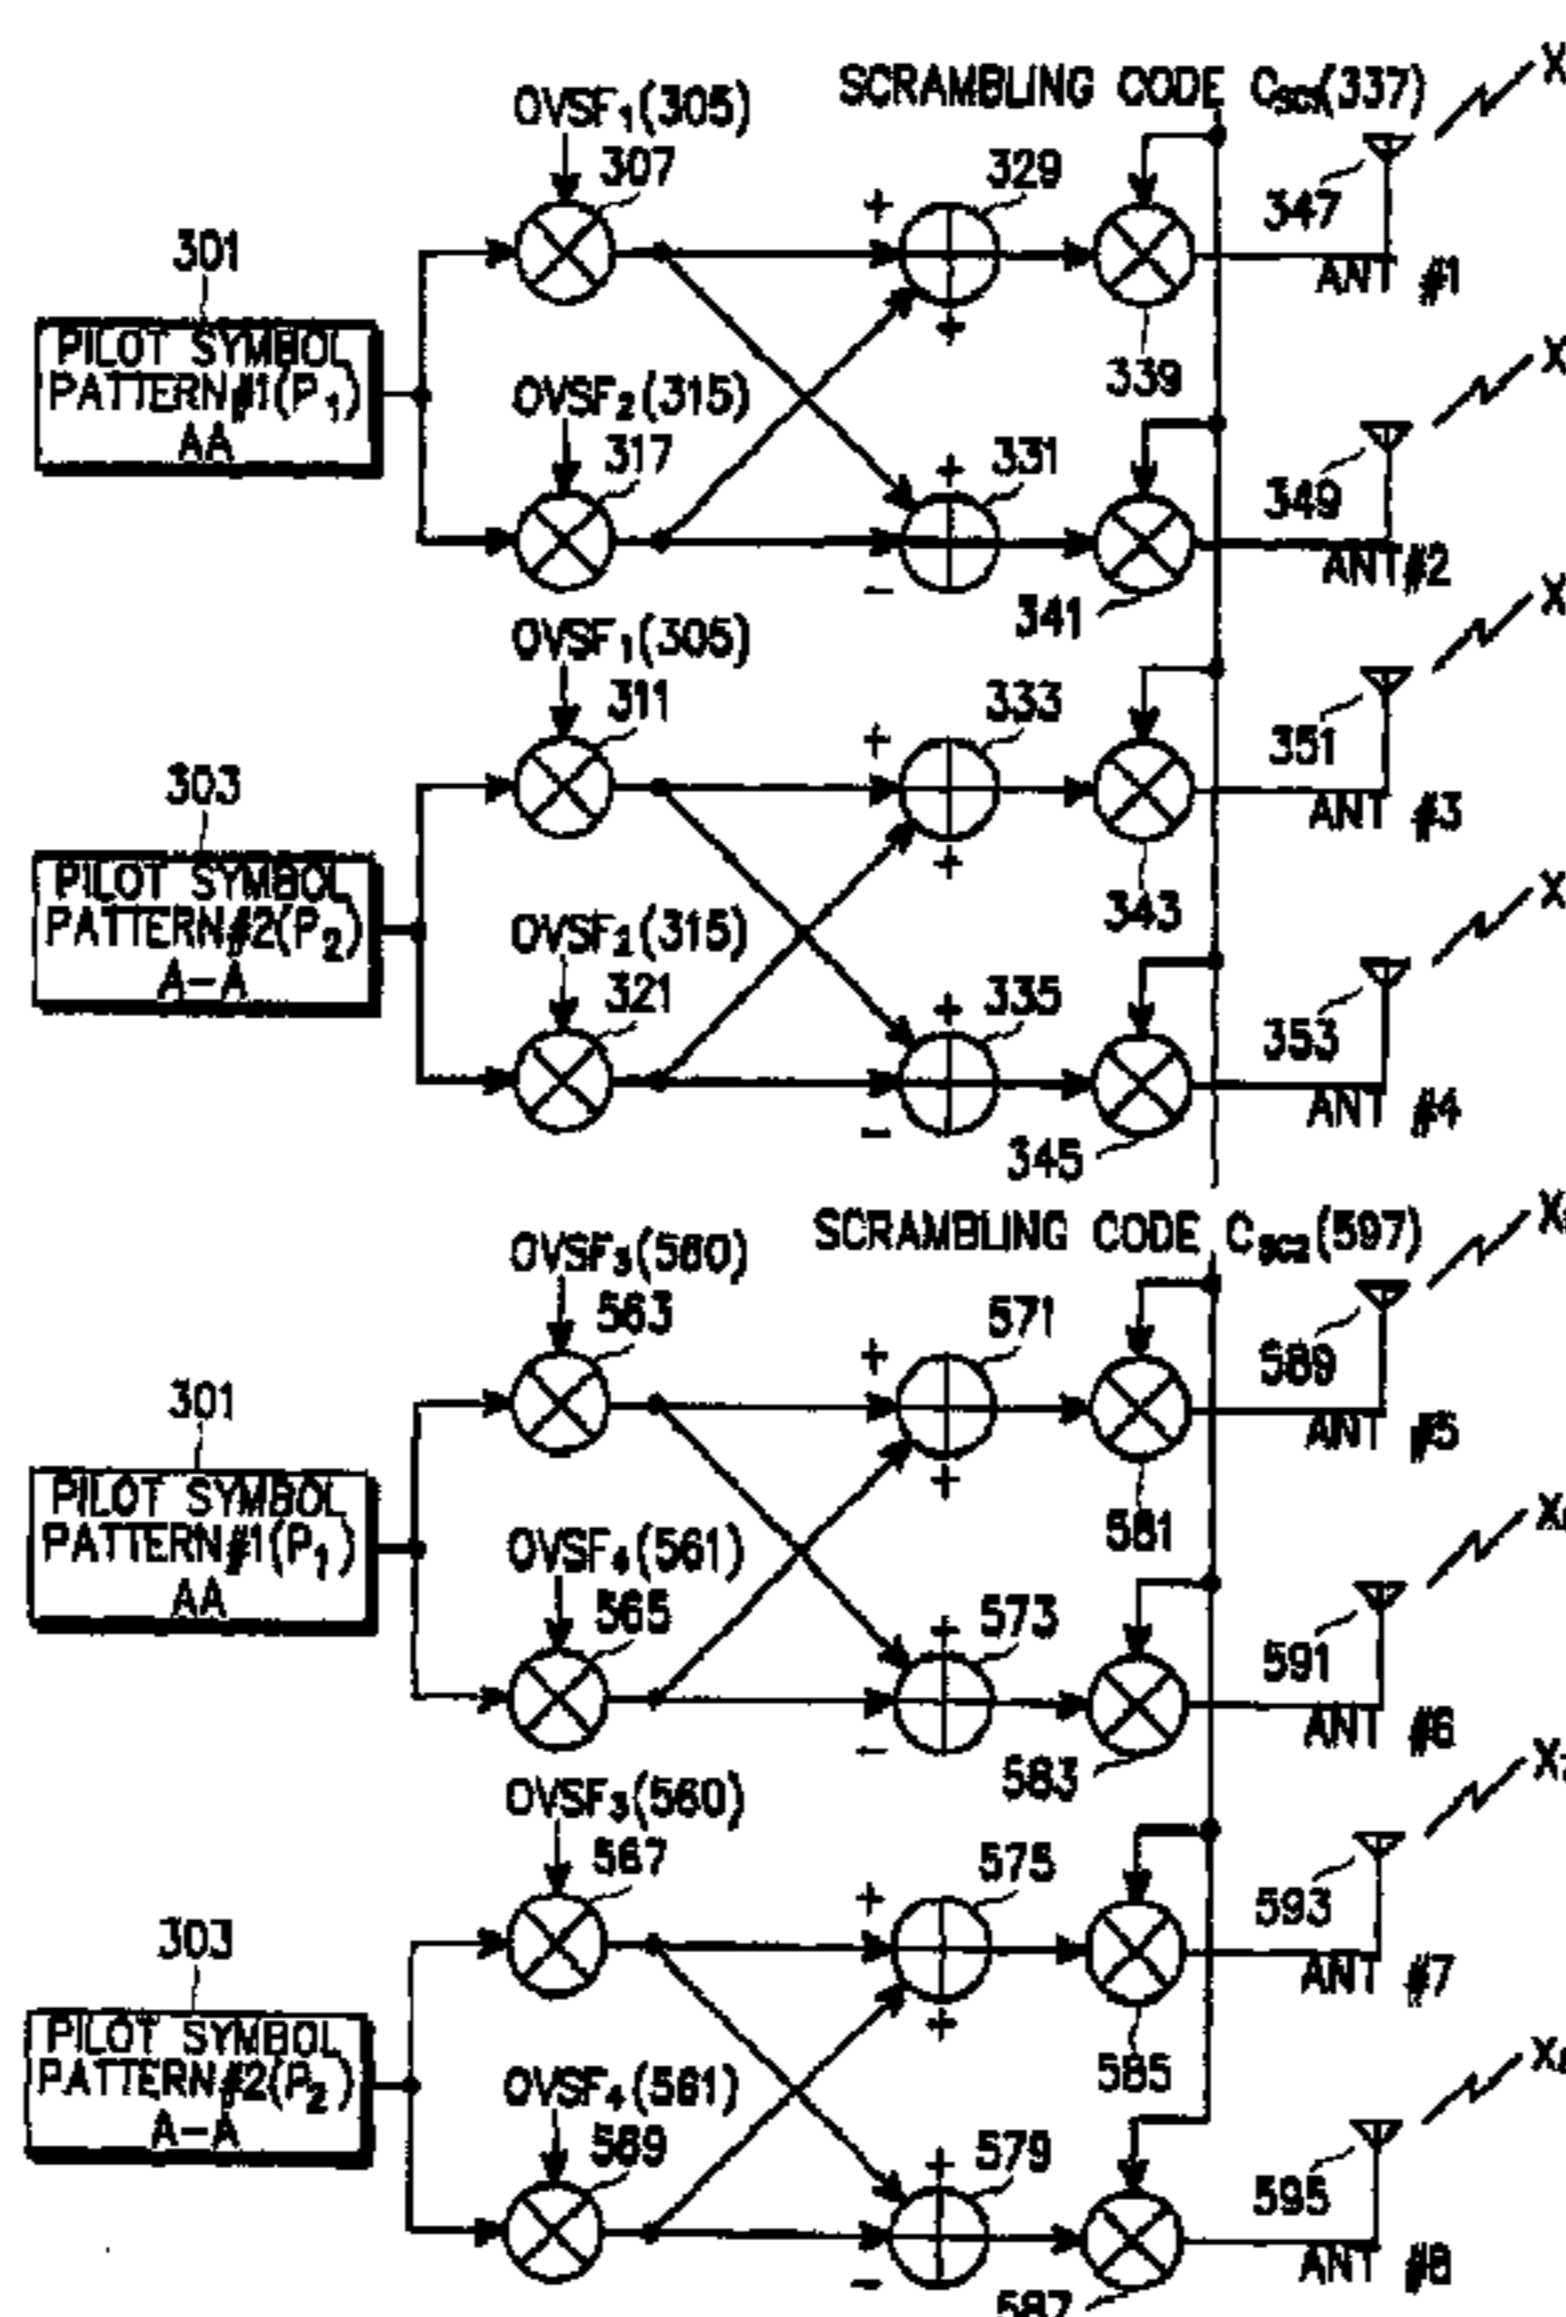 SCRAMBLING CODE C_SC1(337)
OVSF₁(305)
307
+
329
+
339
347
ANT #1
X
301
PILOT SYMBOL
PATTERN#1(P₁)
AA
OVSF₂(315)
317
+
331
-
341
349
ANT#2
X
OVSF₁(305)
311
+
333
+
343
351
ANT #3
X
303
PILOT SYMBOL
PATTERN#2(P₂)
A-A
OVSF₂(315)
321
+
335
-
345
353
ANT #4
X
SCRAMBLING CODE C_SC2(597)
OVSF₃(560)
563
+
571
+
581
589
ANT #5
X
301
PILOT SYMBOL
PATTERN#1(P₁)
AA
OVSF₄(561)
565
+
573
-
583
591
ANT #6
X
OVSF₃(560)
567
+
575
+
585
593
ANT #7
X₇
303
PILOT SYMBOL
PATTERN#2(P₂)
A-A
OVSF₄(561)
569
+
579
-
587
595
ANT #8
X